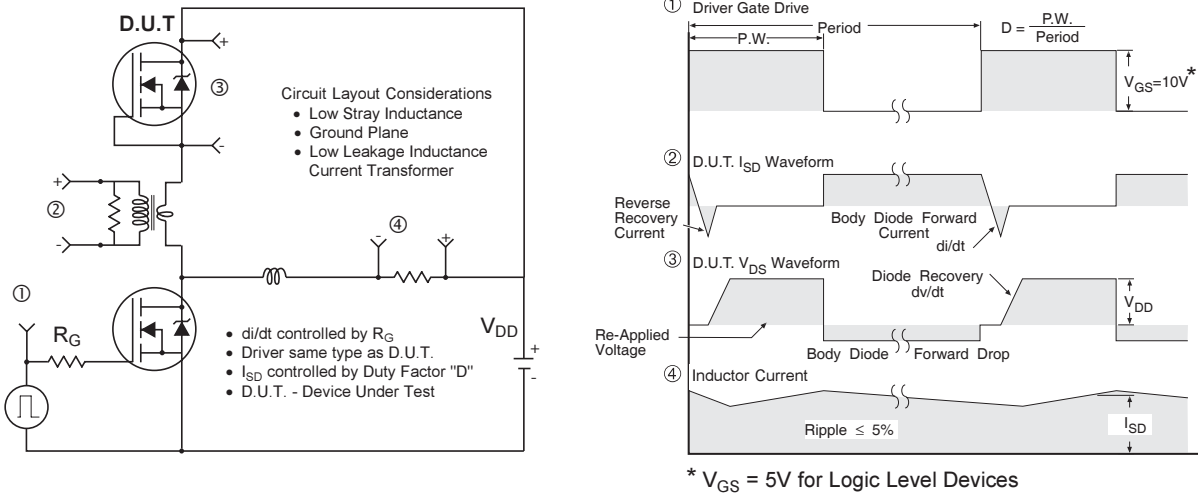 D.U.T
+
③
-
+
②
-
Circuit Layout Considerations
• Low Stray Inductance
• Ground Plane
• Low Leakage Inductance
Current Transformer
④
-
+
①
R_G
• di/dt controlled by R_G
• Driver same type as D.U.T.
• I_SD controlled by Duty Factor "D"
• D.U.T. - Device Under Test
V_DD
+
-
① Driver Gate Drive
P.W.
Period
D = P.W. / Period
V_GS=10V*
② D.U.T. I_SD Waveform
Reverse
Recovery
Current
Body Diode Forward
Current
di/dt
③ D.U.T. V_DS Waveform
Diode Recovery
dv/dt
V_DD
Re-Applied
Voltage
Body Diode Forward Drop
④ Inductor Current
Ripple ≤ 5%
I_SD
* V_GS = 5V for Logic Level Devices